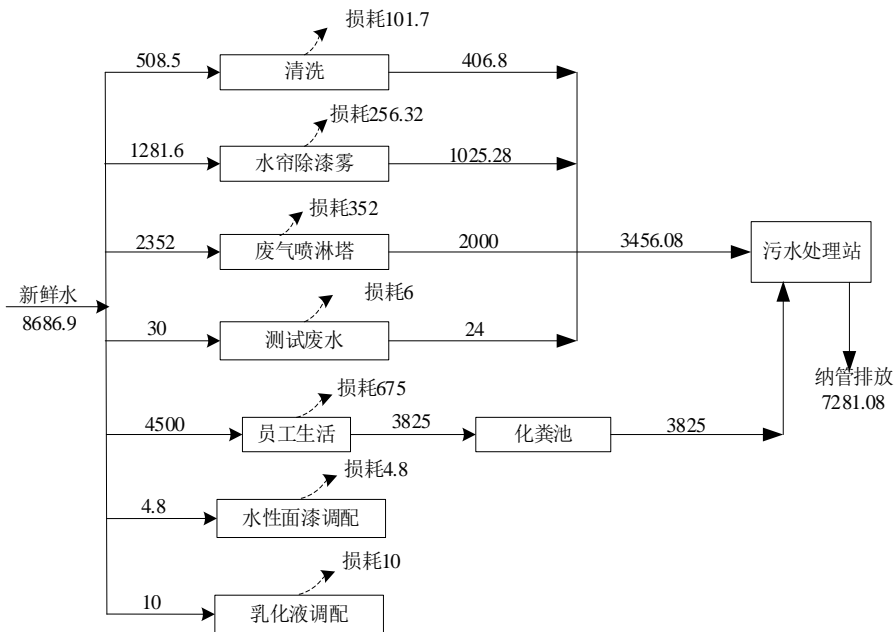 损耗101.7
508.5
清洗
406.8
损耗256.32
1281.6
水帘除漆雾
1025.28
损耗352
2352
废气喷淋塔
2000
3456.08
污水处理站
新鲜水
8686.9
损耗6
30
测试废水
24
纳管排放
7281.08
损耗675
4500
员工生活
3825
化粪池
3825
损耗4.8
4.8
水性面漆调配
损耗10
10
乳化液调配